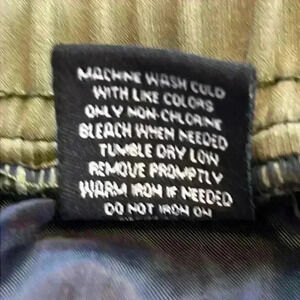 MACHINE WASH COLD
WITH LIKE COLORS
ONLY NON-CHLORINE
BLEACH WHEN NEEDED
TUMBLE DRY LOW
REMOVE PROMPTLY
WARM IRON IF NEEDED
DO NOT IRON ON